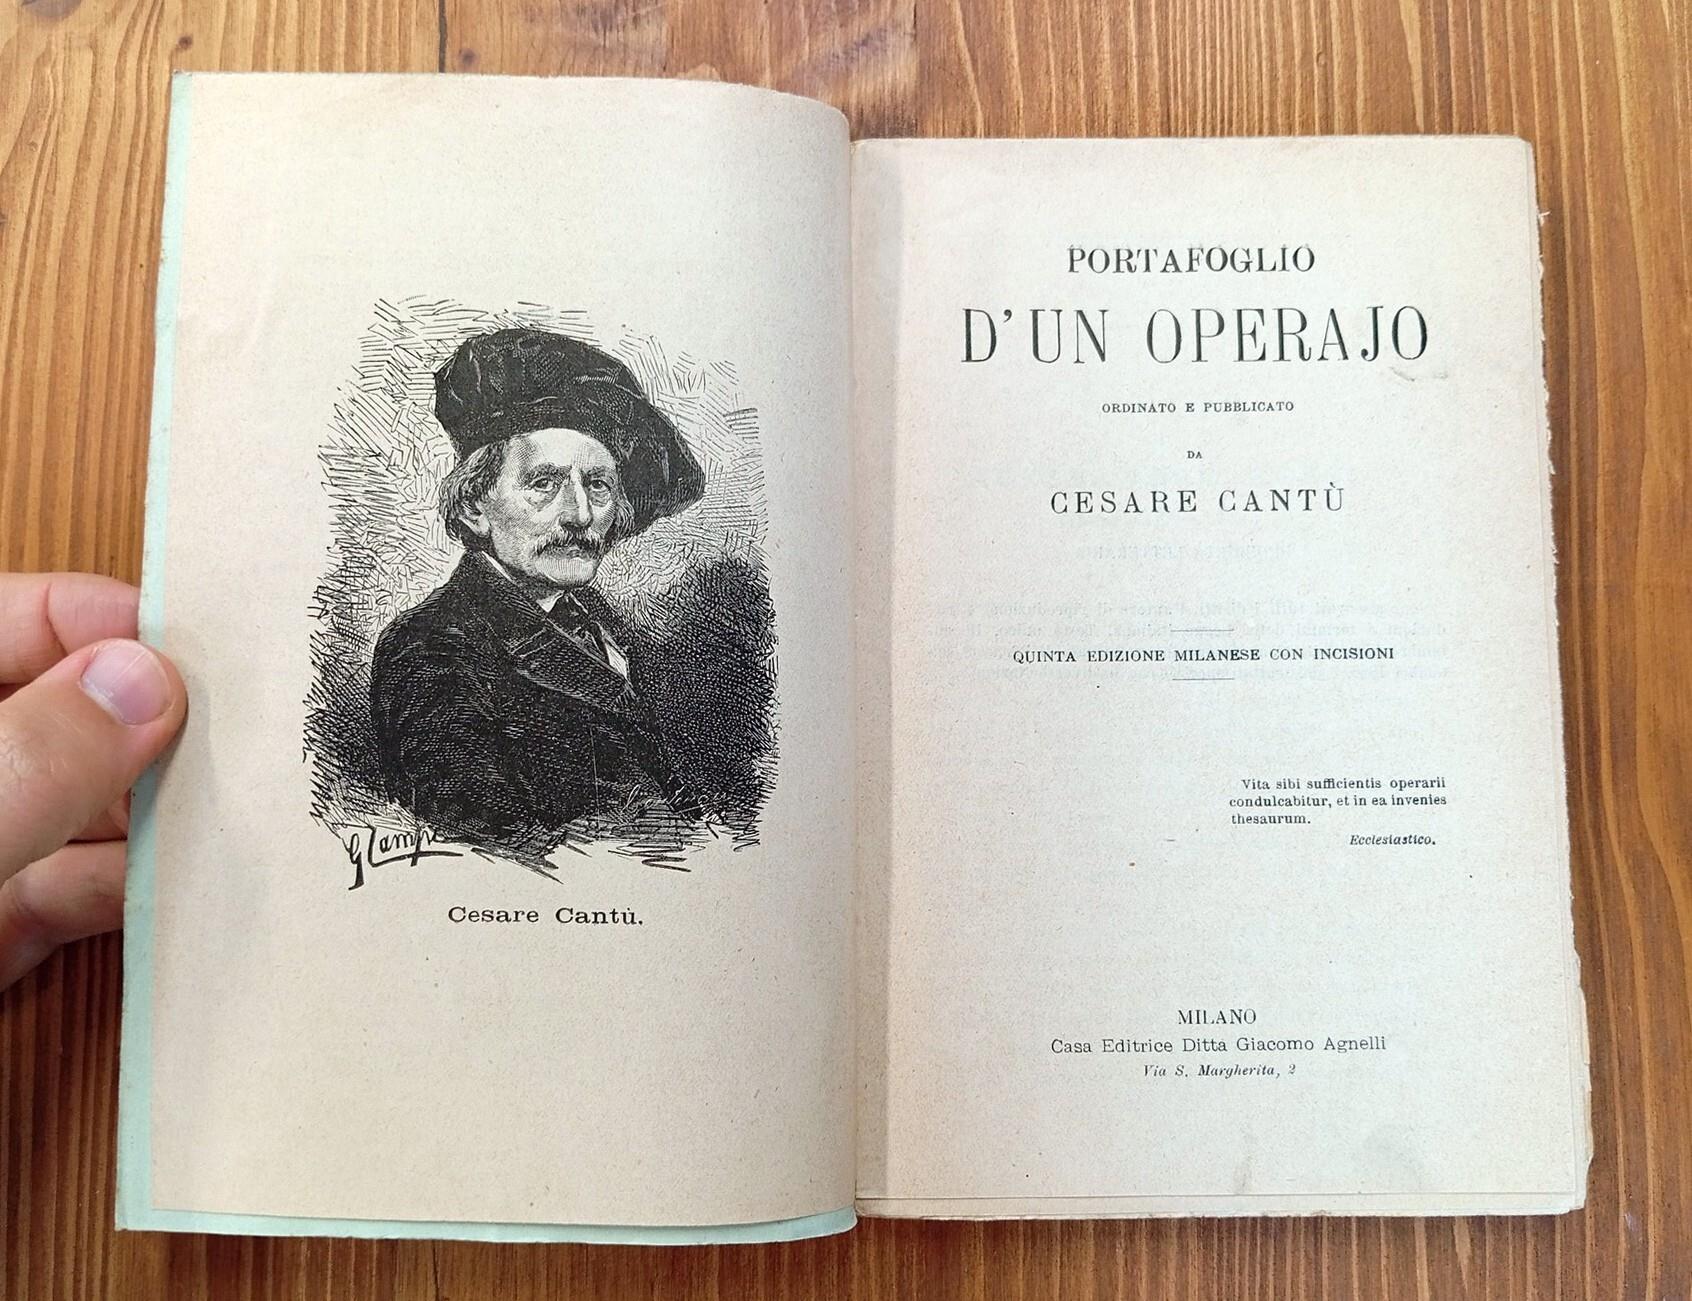 Cesare Cantù.
PORTAFOGLIO
D'UN OPERAJO
ORDINATO E PUBBLICATO
DA
CESARE CANTÙ
QUINTA EDIZIONE MILANESE CON INCISIONI
Vita sibi sufficientis operarii
condulcabitur, et in ea invenies
thesaurum.
Ecclesiastico.
MILANO
Casa Editrice Ditta Giacomo Agnelli
Via S. Margherita, 2